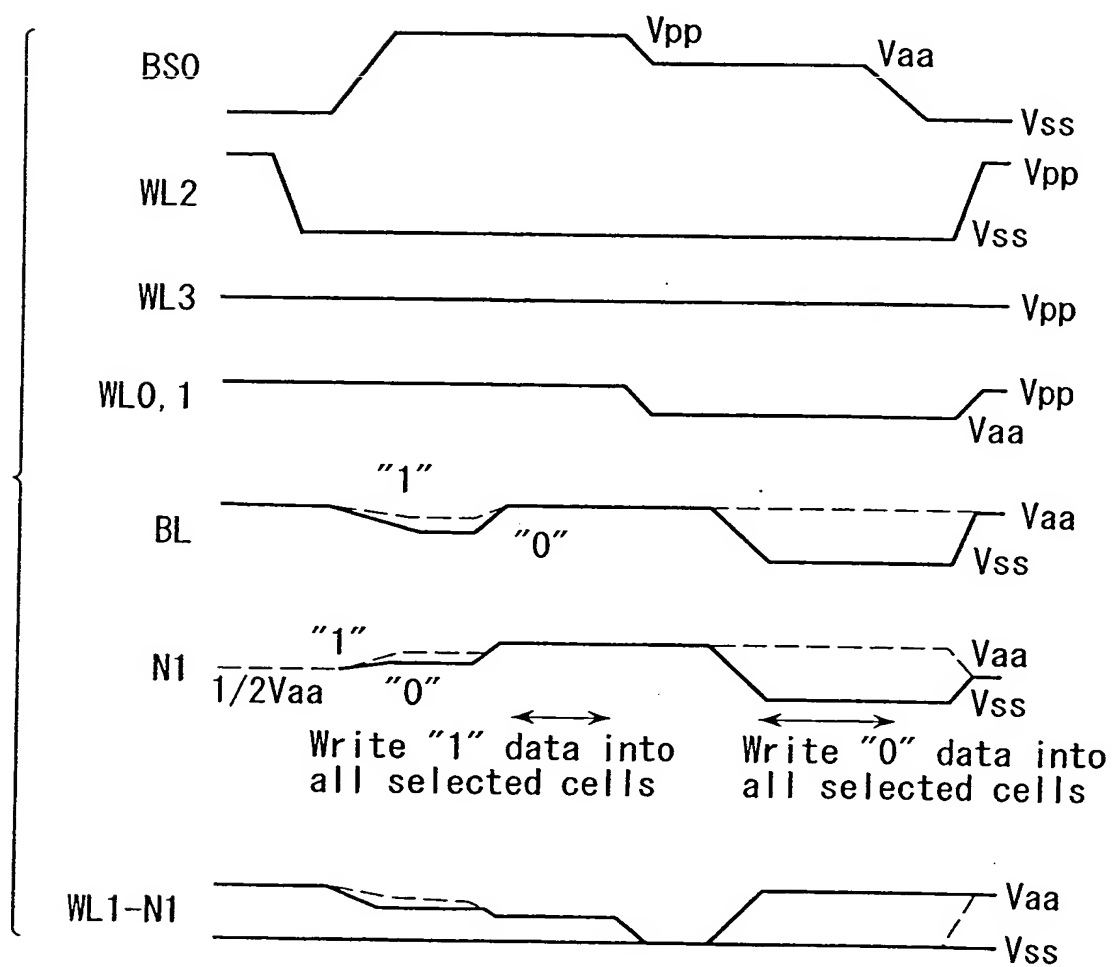 Vpp
BS0
Vaa
Vss
WL2
Vpp
Vss
WL3
Vpp
WL0, 1
Vpp
Vaa
"1"
BL
"0"
Vaa
Vss
"1"
N1
Vaa
1/2Vaa
"0"
Vss
Write "1" data into
all selected cells
Write "0" data into
all selected cells
WL1-N1
Vaa
Vss